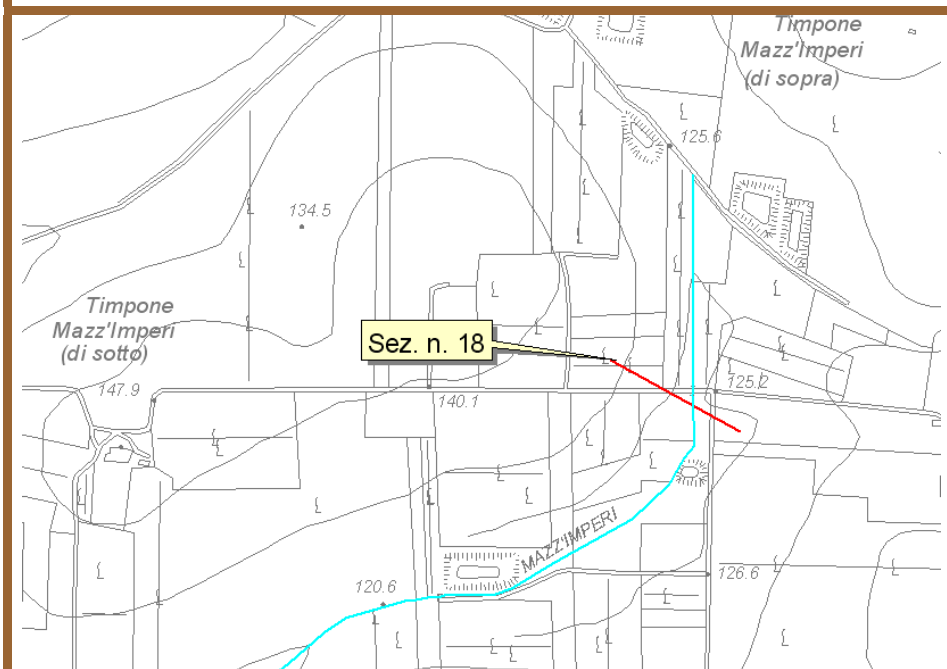 Timpone
Mazz'Imperi
(di sopra)
125.6
134.5
Timpone
Mazz'Imperi
(di sotto)
Sez. n. 18
147.9
140.1
125.2
MAZZ'IMPERI
120.6
126.6